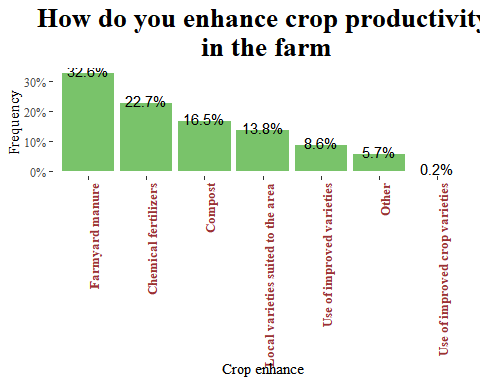 How do you enhance crop productivity
in the farm
Frequency
30%
20%
10%
0%
32.6%
22.7%
16.5%
13.8%
8.6%
5.7%
0.2%
Farmyard manure
Chemical fertilizers
Compost
Local varieties suited to the area
Use of improved varieties
Other
Use of improved crop varieties
Crop enhance